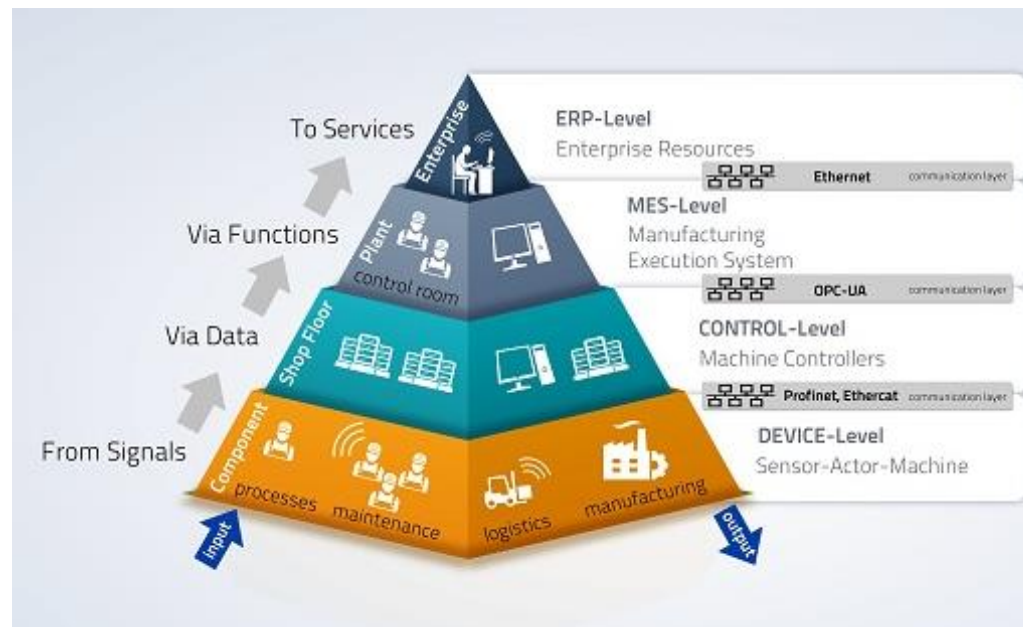 To Services
Via Functions
Via Data
From Signals
Enterprise
Plant
control room
Shop Floor
Component
processes
maintenance
logistics
manufacturing
input
output
ERP-Level
Enterprise Resources
Ethernet communication layer
MES-Level
Manufacturing
Execution System
OPC-UA communication layer
CONTROL-Level
Machine Controllers
Profinet, Ethercat communication layer
DEVICE-Level
Sensor-Actor-Machine